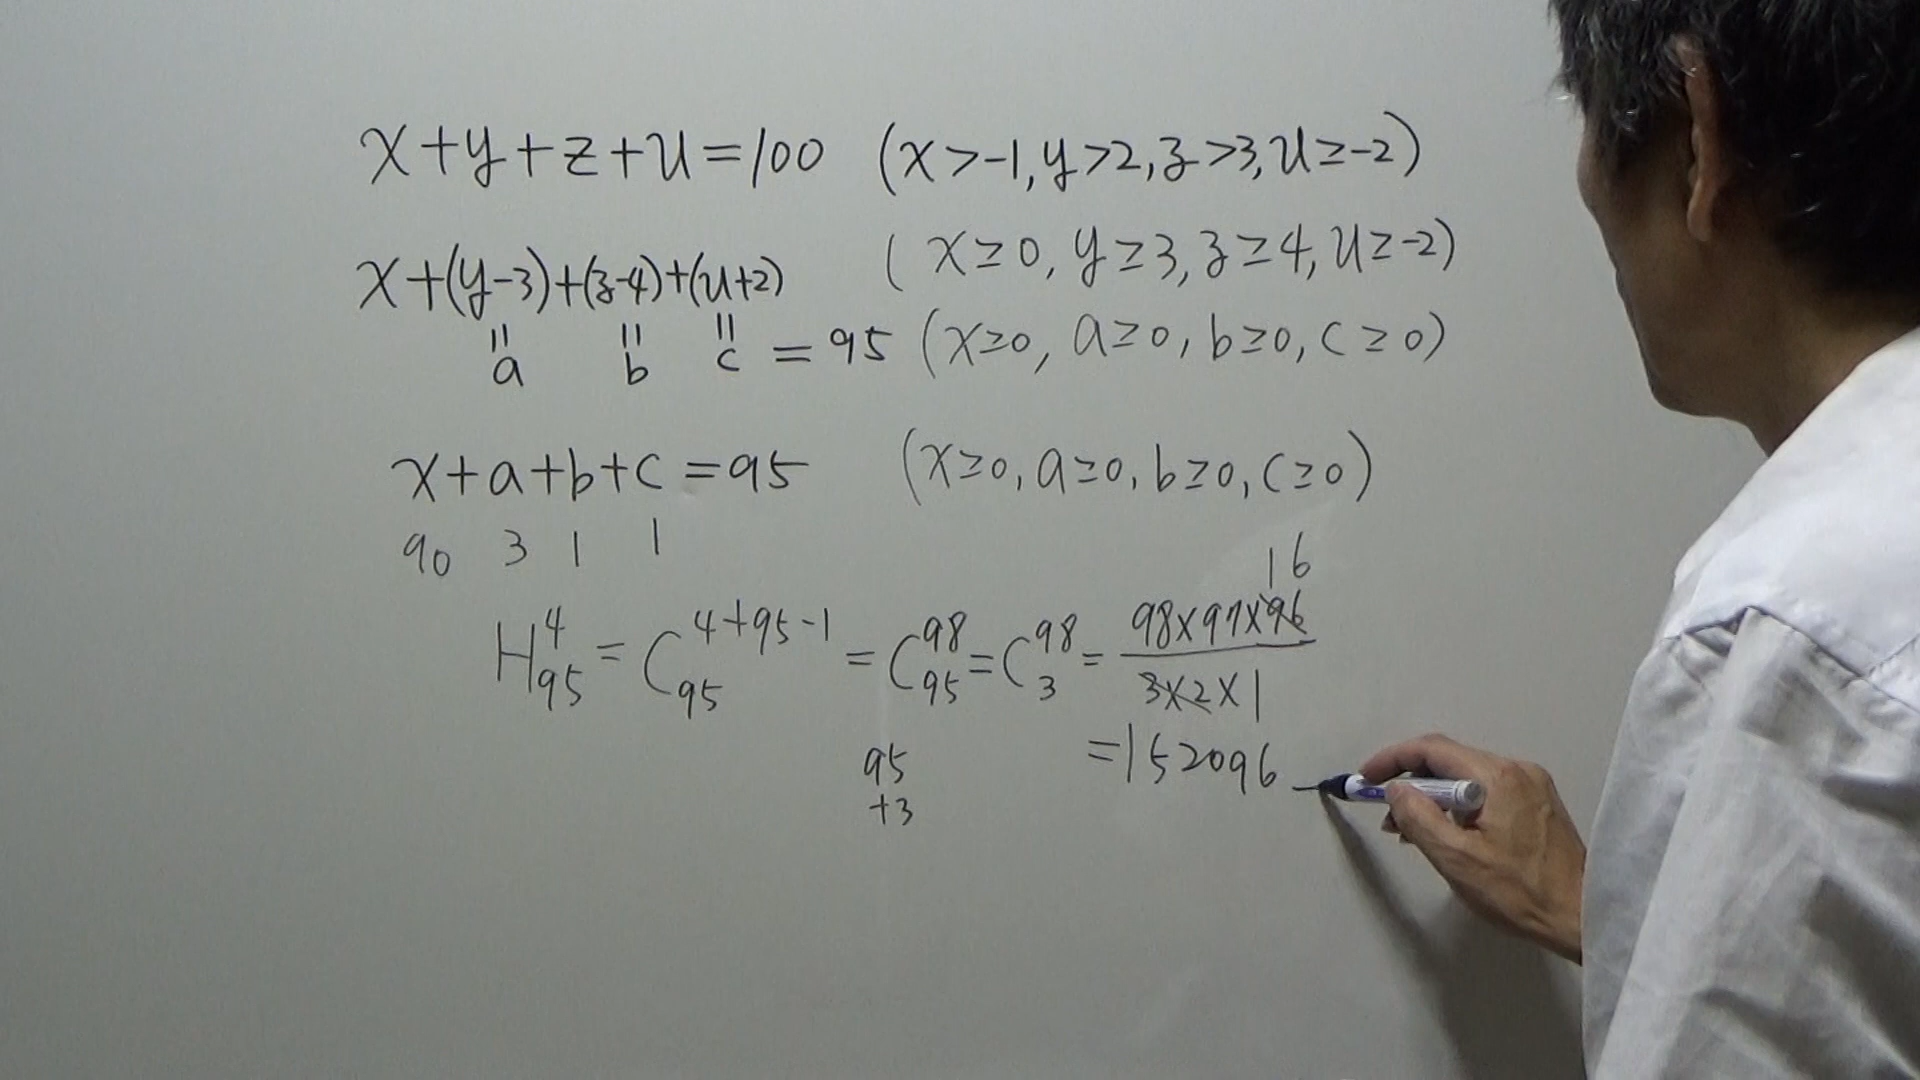 x+y+z+u=100 (x>-1, y>2, z>3, u≥-2)
x+(y-3)+(z-4)+(u+2) (x≥0, y≥3, z≥4, u≥-2)
" " "
a b c = 95 (x≥0, a≥0, b≥0, c≥0)
x+a+b+c=95 (x≥0, a≥0, b≥0, c≥0)
90 3 1 1
16
H⁴₉₅ = C⁴⁺⁹⁵⁻¹₉₅ = C⁹⁸₉₅ = C⁹⁸₃ = 98×97×96 / 3×2×1
=152096
95
+3